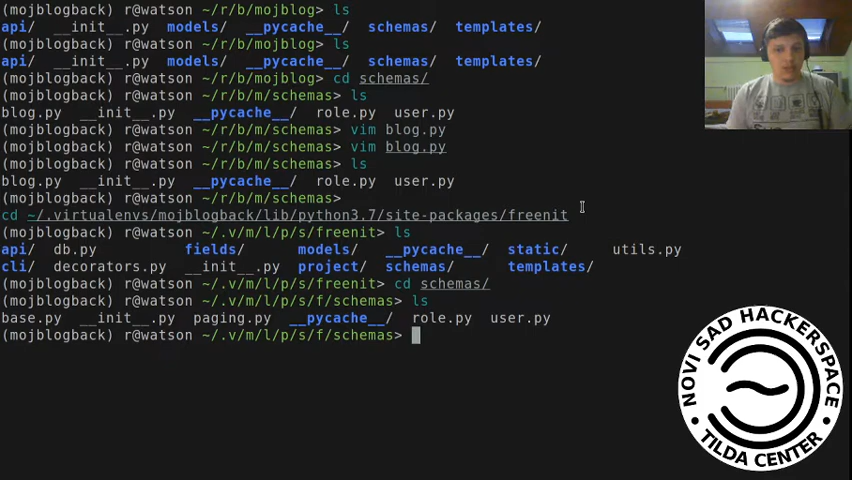 (mojblogback) r@watson ~/r/b/mojblog> ls
api/  __init__.py  models/  __pycache__/  schemas/  templates/
(mojblogback) r@watson ~/r/b/mojblog> ls
api/  __init__.py  models/  __pycache__/  schemas/  templates/
(mojblogback) r@watson ~/r/b/mojblog> cd schemas/
(mojblogback) r@watson ~/r/b/m/schemas> ls
blog.py  __init__.py  __pycache__/  role.py  user.py
(mojblogback) r@watson ~/r/b/m/schemas> vim blog.py
(mojblogback) r@watson ~/r/b/m/schemas> vim blog.py
(mojblogback) r@watson ~/r/b/m/schemas> ls
blog.py  __init__.py  __pycache__/  role.py  user.py
(mojblogback) r@watson ~/r/b/m/schemas>
cd ~/.virtualenvs/mojblogback/lib/python3.7/site-packages/freenit
(mojblogback) r@watson ~/.v/m/l/p/s/freenit> ls
api/  db.py          fields/      models/   __pycache__/  static/      utils.py
cli/  decorators.py  __init__.py  project/  schemas/      templates/
(mojblogback) r@watson ~/.v/m/l/p/s/freenit> cd schemas/
(mojblogback) r@watson ~/.v/m/l/p/s/f/schemas> ls
base.py  __init__.py  paging.py  __pycache__/  role.py  user.py
(mojblogback) r@watson ~/.v/m/l/p/s/f/schemas>
NOVI SAD HACKERSPACE
TILDA CENTER